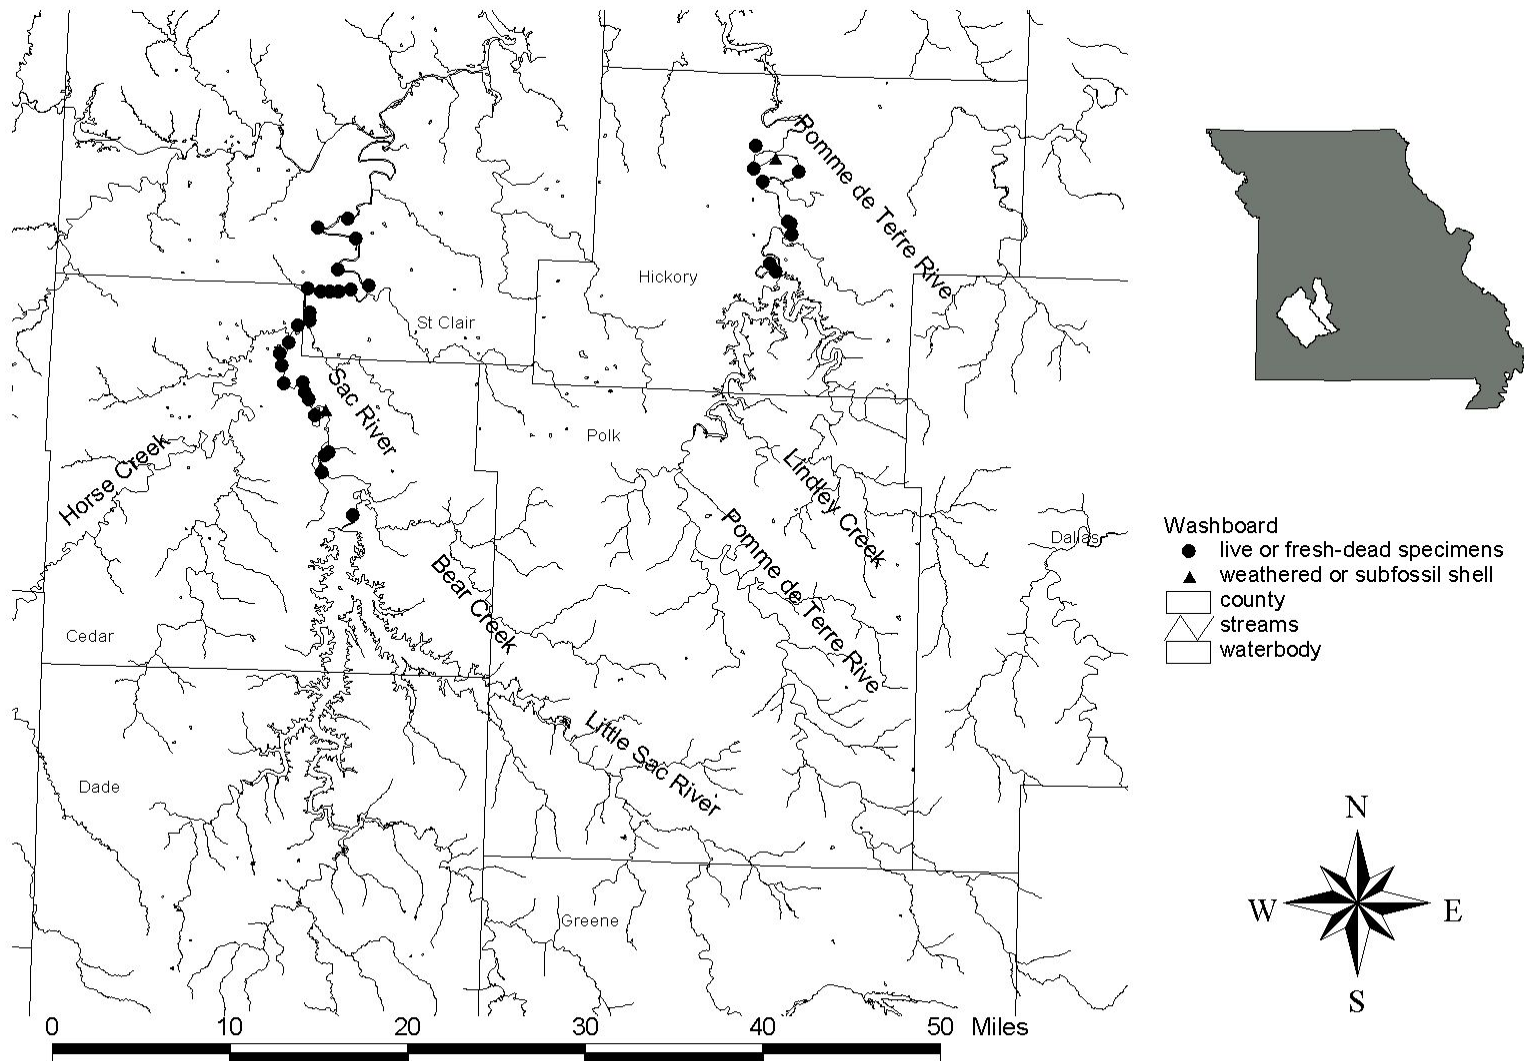 Pomme de Terre River
Hickory
St Clair
Sac River
Polk
Horse Creek
Lindley Creek
Pomme de Terre Rive
Dallas
Bear Creek
Cedar
Little Sac River
Dade
Greene
Washboard
live or fresh-dead specimens
weathered or subfossil shell
county
streams
waterbody
N
W E
S
0 10 20 30 40 50 Miles